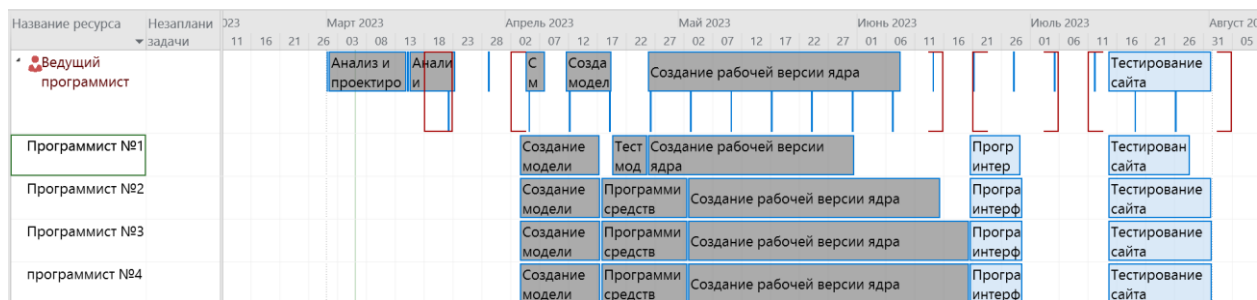 Название ресурса Незаплани 023 Март 2023 Апрель 2023 Май 2023 Июнь 2023 Июль 2023 Август 20
задачи 11 16 21 26 03 08 13 18 23 28 02 07 12 17 22 27 02 07 12 17 22 27 01 06 11 16 21 26 01 06 11 16 21 26 31 05
Ведущий Анализ и Анали С Созда Создание рабочей версии ядра Тестирование
программист проектиро и м модел сайта
Программист №1 Создание Тест Создание рабочей версии Прогр Тестирован
модели мод ядра интер сайта
Программист №2 Создание Программи Создание рабочей версии ядра Програ Тестирование
модели средств интерф сайта
Программист №3 Создание Программи Создание рабочей версии ядра Програ Тестирование
модели средств интерф сайта
программист №4 Создание Программи Создание рабочей версии ядра Програ Тестирование
модели средств интерф сайта